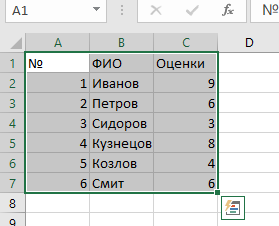 A1
№
A B C D
1 № ФИО Оценки
2 1 Иванов 9
3 2 Петров 6
4 3 Сидоров 3
5 4 Кузнецов 8
6 5 Козлов 4
7 6 Смит 6
8
9